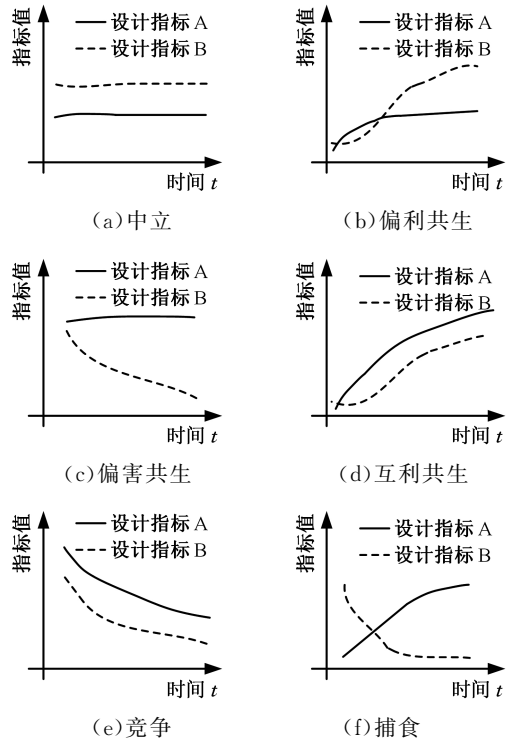 指标值
设计指标 A
设计指标 B
时间 t
(a)中立
指标值
设计指标 A
设计指标 B
时间 t
(b)偏利共生
指标值
设计指标 A
设计指标 B
时间 t
(c)偏害共生
指标值
设计指标 A
设计指标 B
时间 t
(d)互利共生
指标值
设计指标 A
设计指标 B
时间 t
(e)竞争
指标值
设计指标 A
设计指标 B
时间 t
(f)捕食